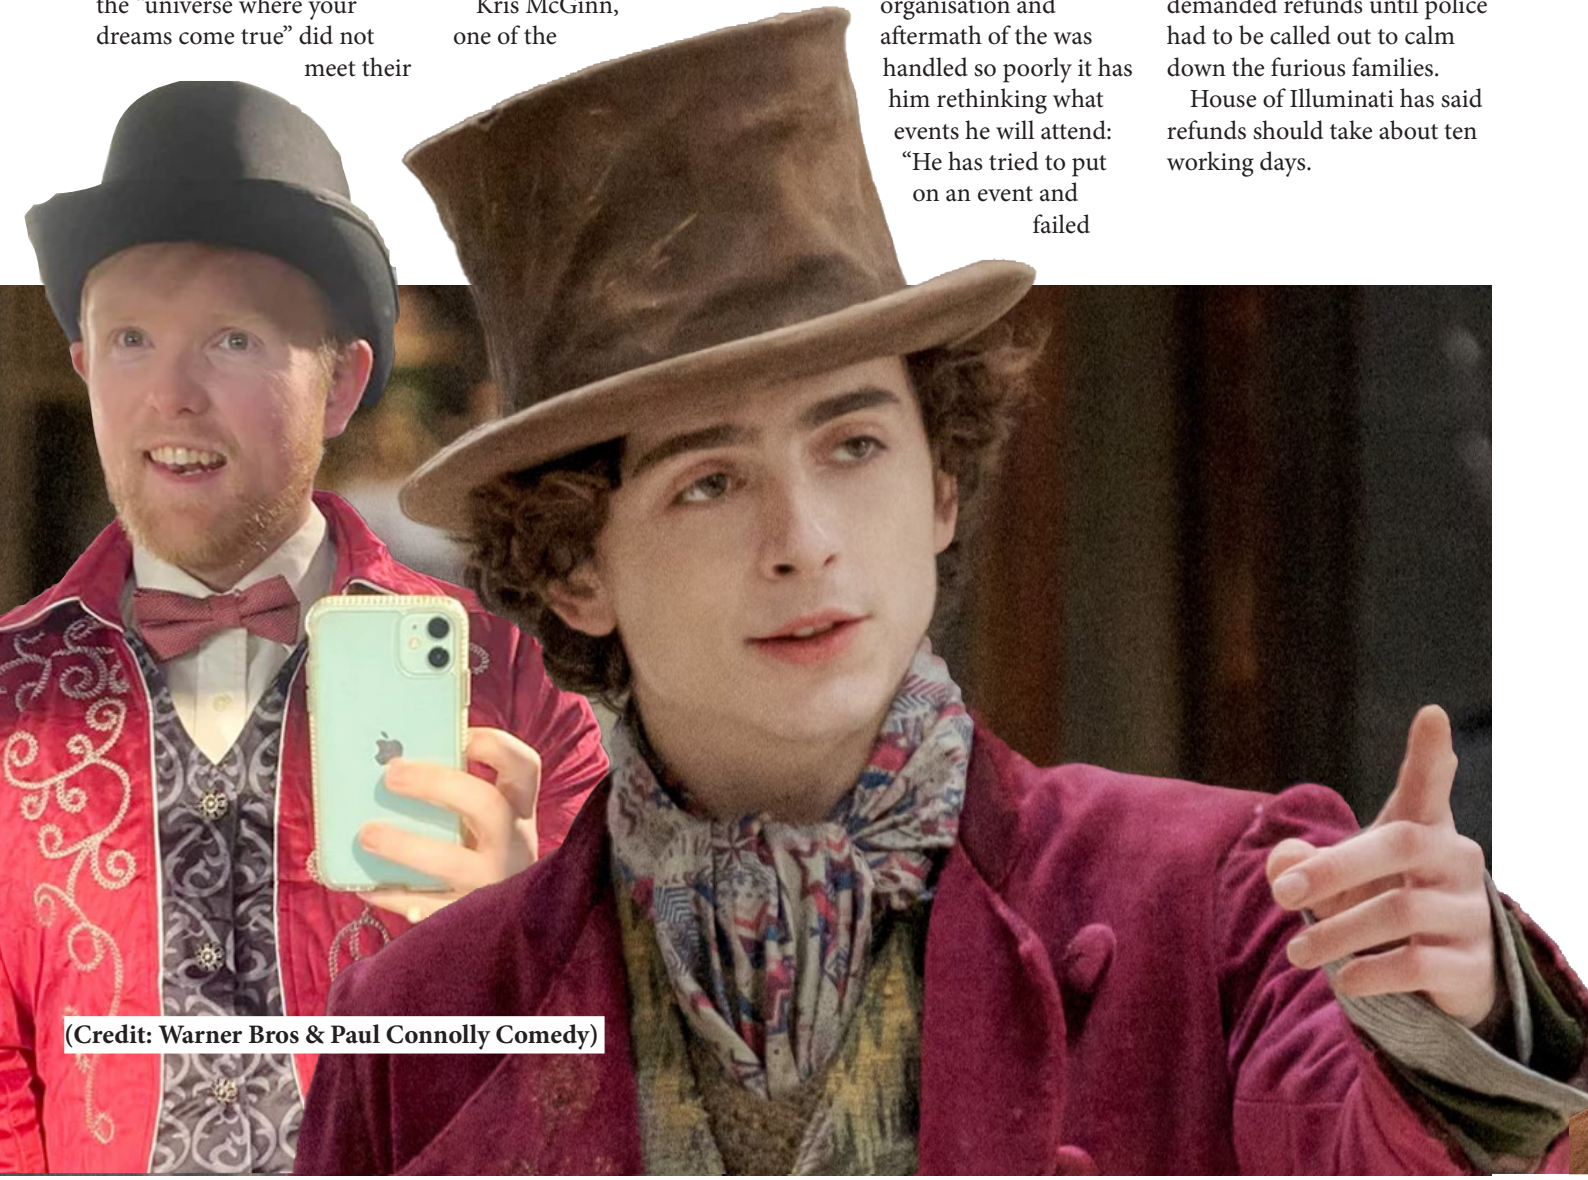 the “universe where your
dreams come true” did not
meet their
Kris McGinn,
one of the
organisation and
aftermath of the was
handled so poorly it has
him rethinking what
events he will attend:
“He has tried to put
on an event and
failed
demanded refunds until police
had to be called out to calm
down the furious families.
House of Illuminati has said
refunds should take about ten
working days.
(Credit: Warner Bros & Paul Connolly Comedy)